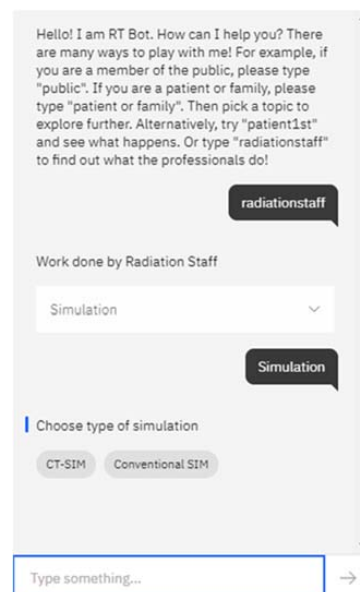 Hello! I am RT Bot. How can I help you? There
are many ways to play with me! For example, if
you are a member of the public, please type
"public". If you are a patient or family, please
type "patient or family". Then pick a topic to
explore further. Alternatively, try "patient1st"
and see what happens. Or type "radiationstaff"
to find out what the professionals do!
radiationstaff
Work done by Radiation Staff
Simulation
Simulation
Choose type of simulation
CT-SIM Conventional SIM
Type something...